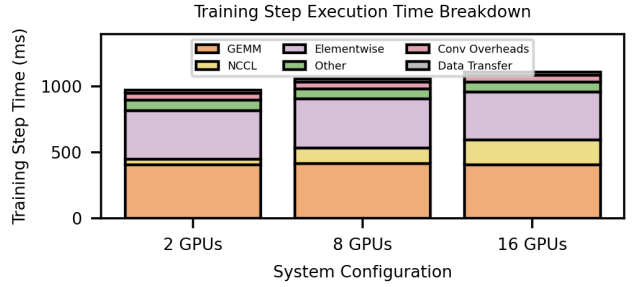 Training Step Execution Time Breakdown
Training Step Time (ms)
GEMM
NCCL
Elementwise
Other
Conv Overheads
Data Transfer
1000
500
0
2 GPUs
8 GPUs
16 GPUs
System Configuration